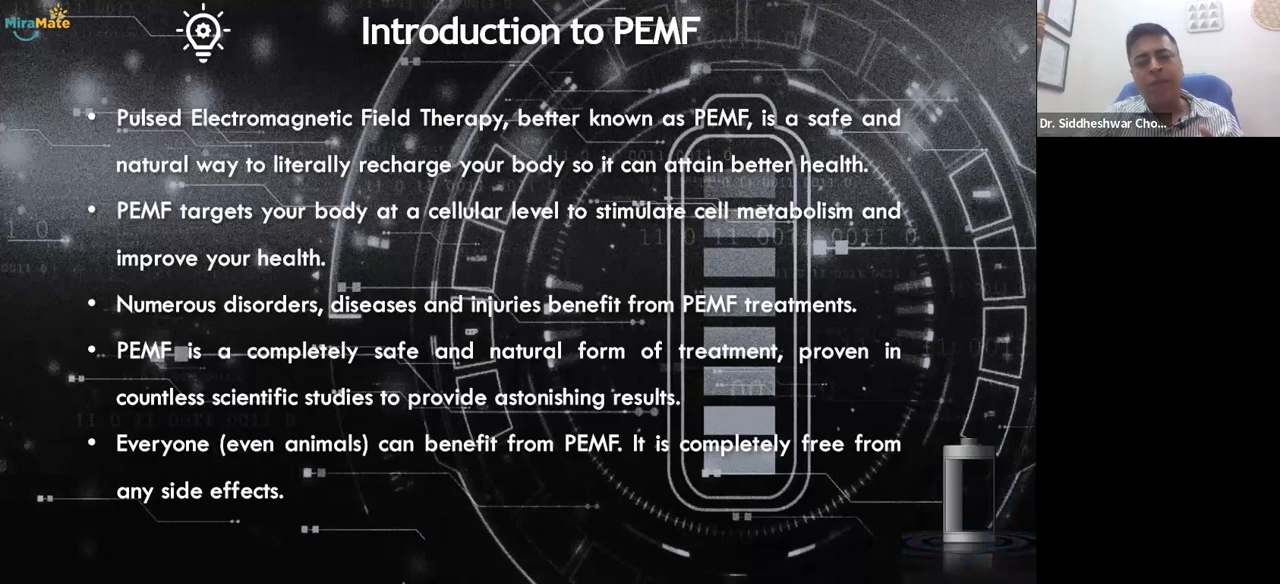 MiraMate
Introduction to PEMF
• Pulsed Electromagnetic Field Therapy, better known as PEMF, is a safe and
natural way to literally recharge your body so it can attain better health.
• PEMF targets your body at a cellular level to stimulate cell metabolism and
improve your health.
• Numerous disorders, diseases and injuries benefit from PEMF treatments.
• PEMF is a completely safe and natural form of treatment, proven in
countless scientific studies to provide astonishing results.
• Everyone (even animals) can benefit from PEMF. It is completely free from
any side effects.
Dr. Siddheshwar Cho...